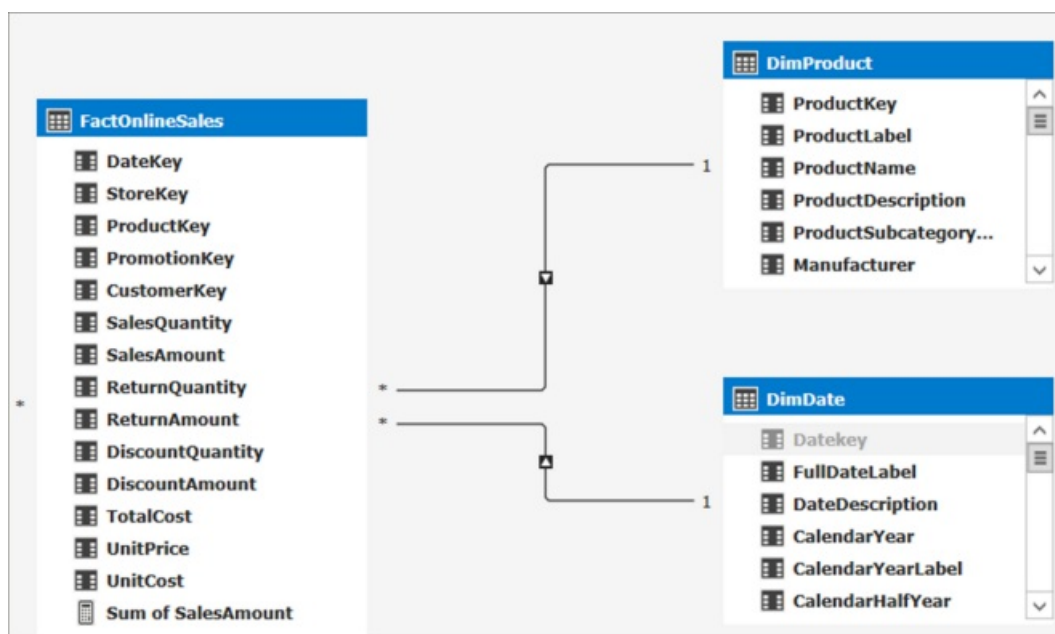 FactOnlineSales
DateKey
StoreKey
ProductKey
PromotionKey
CustomerKey
SalesQuantity
SalesAmount
ReturnQuantity
ReturnAmount
DiscountQuantity
DiscountAmount
TotalCost
UnitPrice
UnitCost
Sum of SalesAmount
*
*
*
1
1
DimProduct
ProductKey
ProductLabel
ProductName
ProductDescription
ProductSubcategory...
Manufacturer
DimDate
Datekey
FullDateLabel
DateDescription
CalendarYear
CalendarYearLabel
CalendarHalfYear